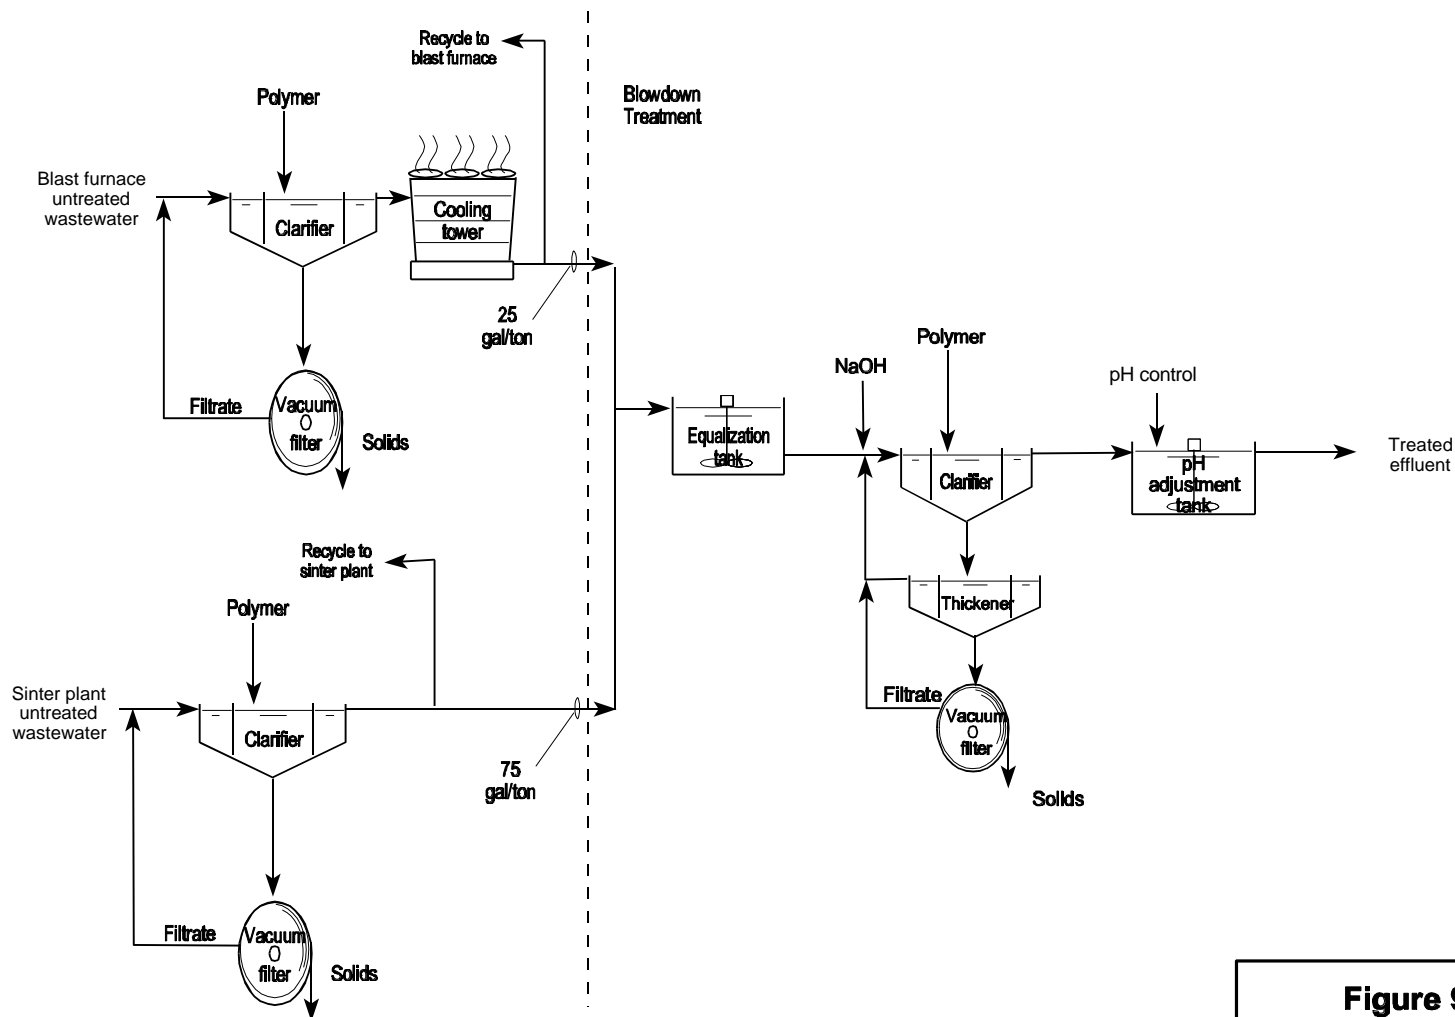 Recycle to
blast furnace
Blowdown
Treatment
Polymer
Blast furnace
untreated
wastewater
Clarifier
Cooling
tower
25
gal/ton
Filtrate
Vacuum
filter
Solids
Polymer
NaOH
pH control
Equalization
tank
Clarifier
pH
adjustment
tank
Treated
effluent
Recycle to
sinter plant
Polymer
Thickener
Sinter plant
untreated
wastewater
Clarifier
75
gal/ton
Filtrate
Vacuum
filter
Solids
Filtrate
Vacuum
filter
Solids
Figure 9